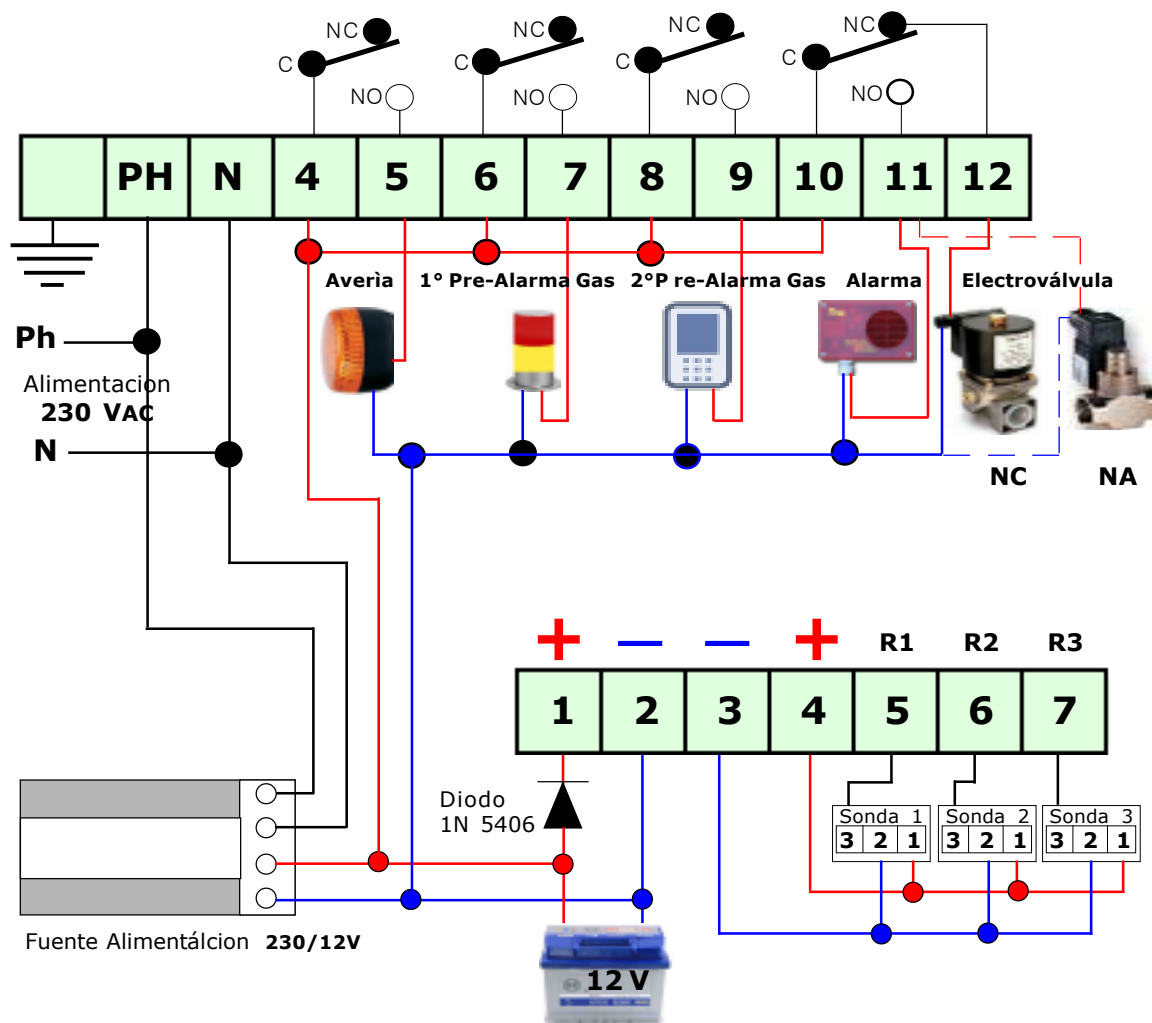 NC NC NC NC
C C C C
NO NO NO NO
PH N 4 5 6 7 8 9 10 11 12
Averìa 1° Pre-Alarma Gas 2°P re-Alarma Gas Alarma Electroválvula
Ph
Alimentacion
230 VAC
N
NC NA
+ — — + R1 R2 R3
1 2 3 4 5 6 7
Diodo
1N 5406
Sonda 1 Sonda 2 Sonda 3
3 2 1 3 2 1 3 2 1
Fuente Alimentálcion 230/12V
12 V